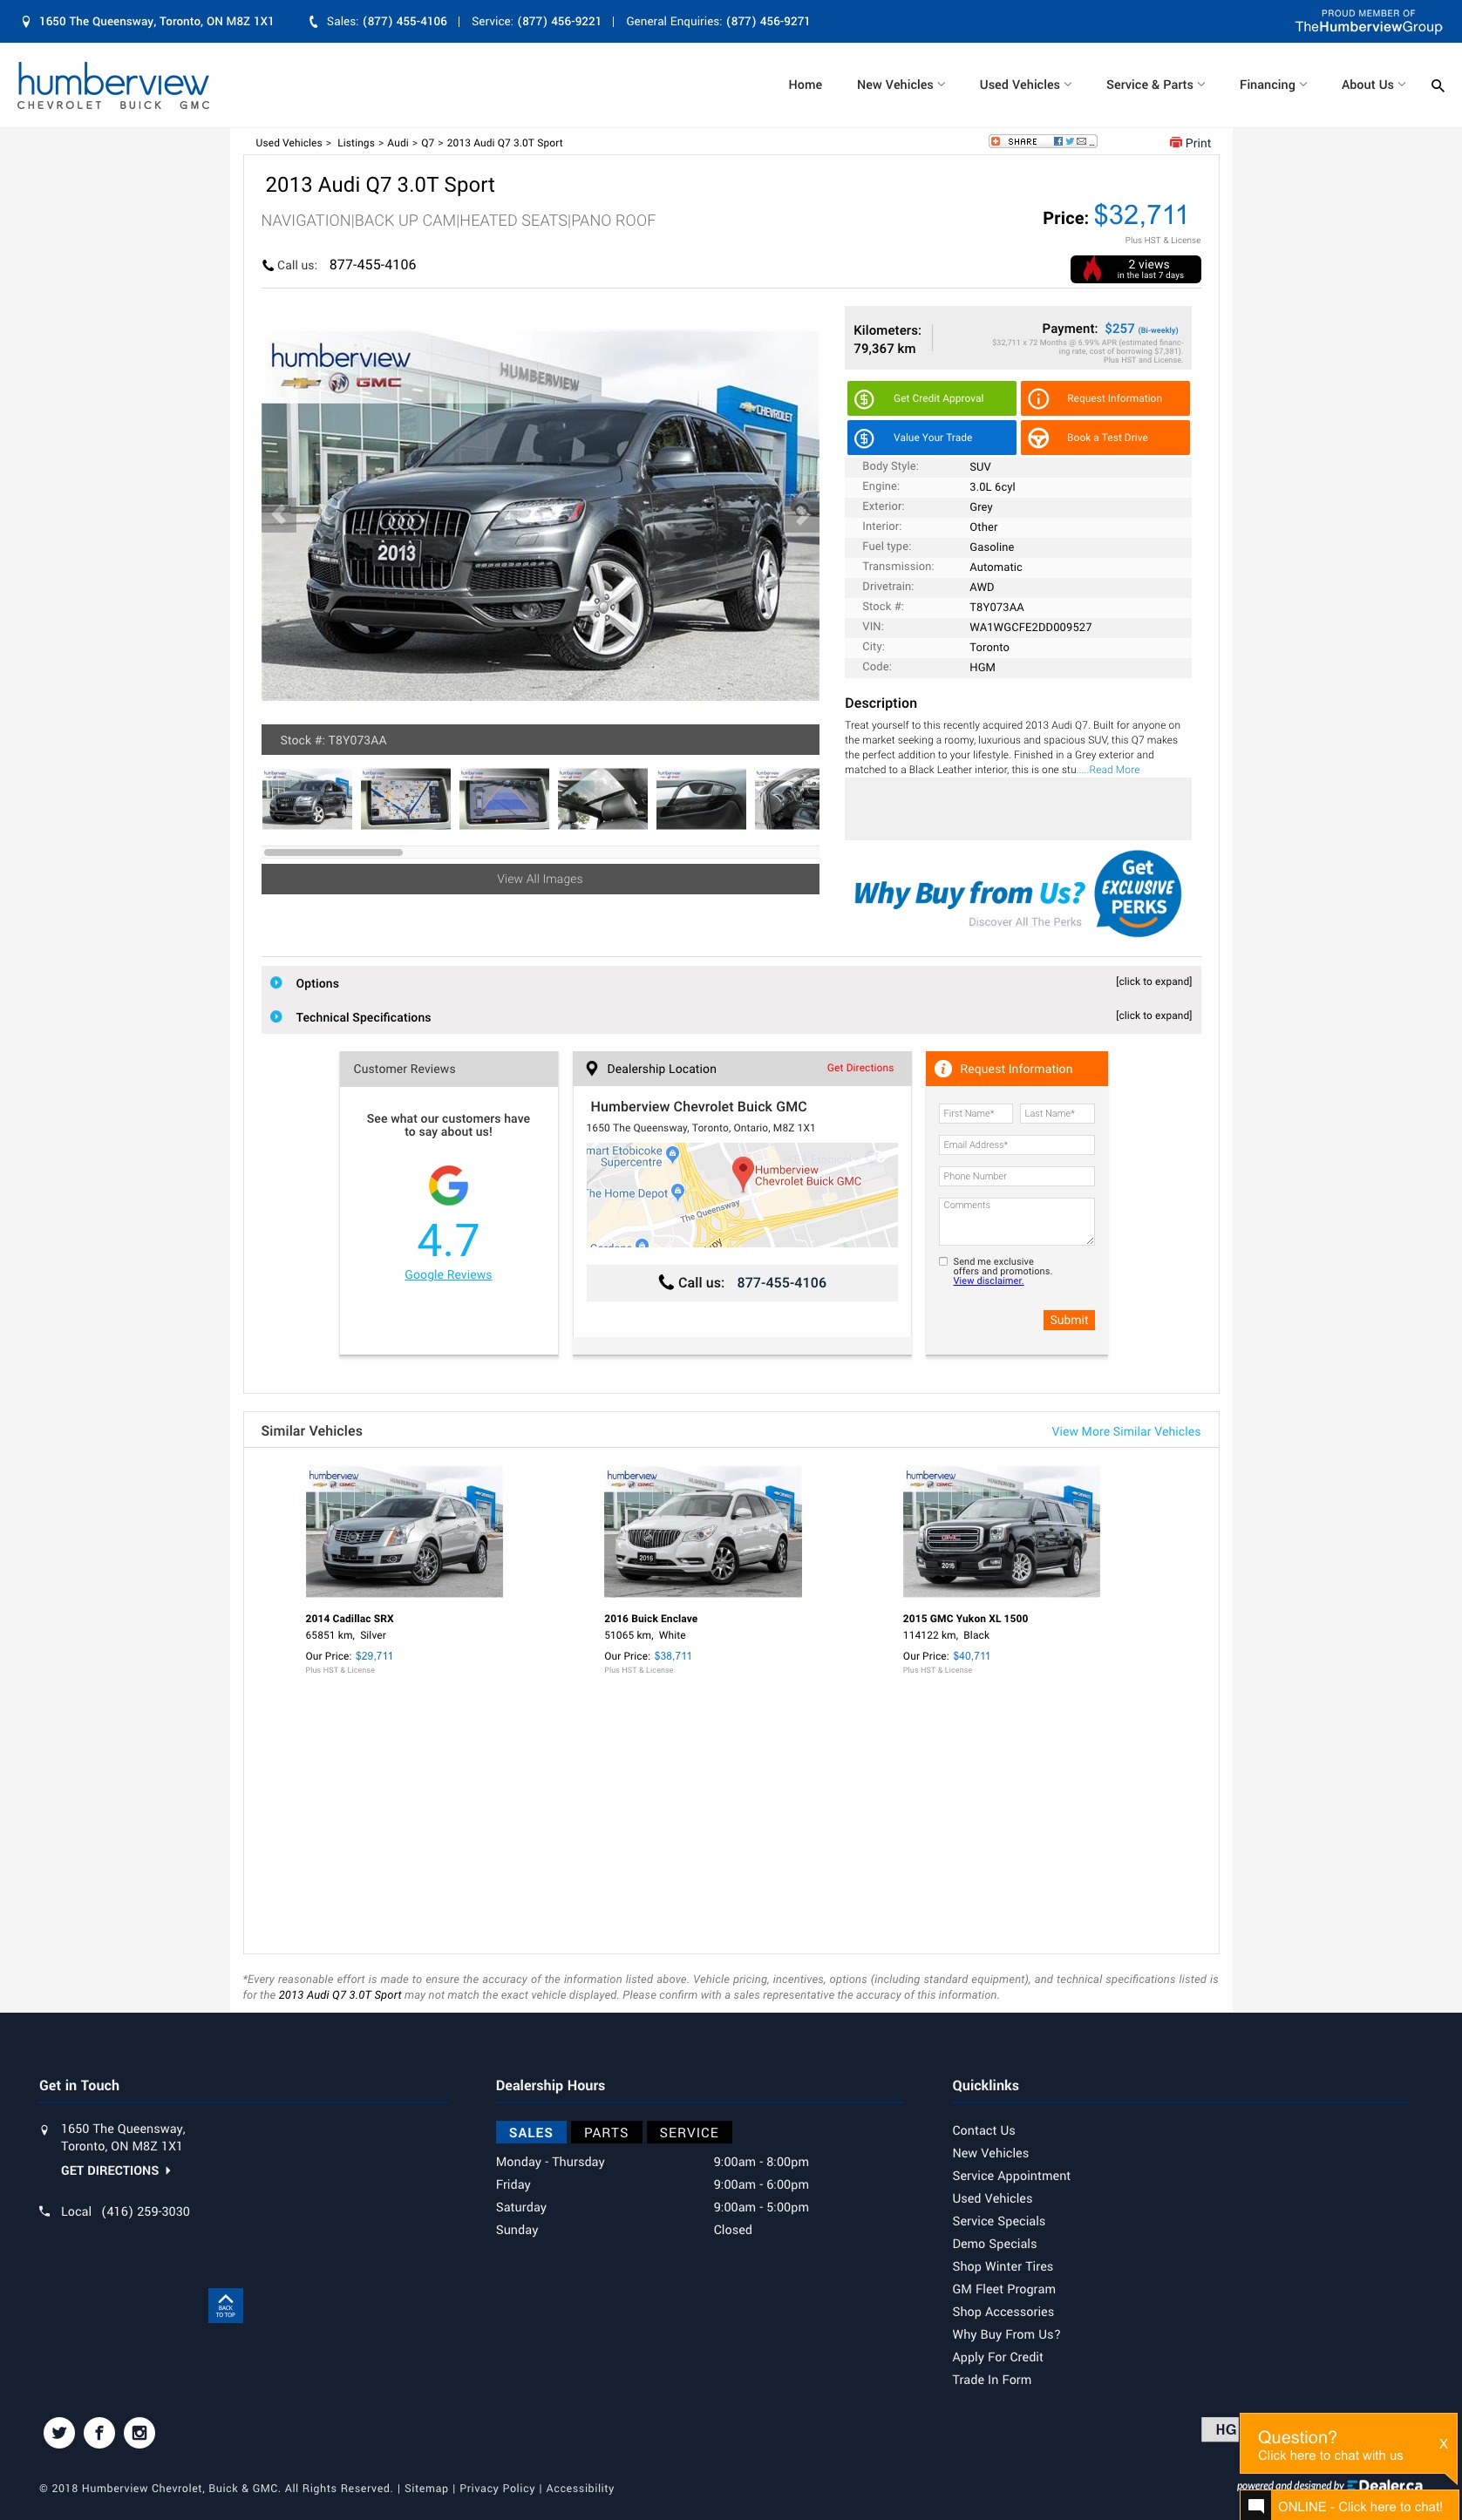 1650 The Queensway, Toronto, ON M8Z 1X1
Sales: (877) 455-4106 | Service: (877) 456-9221 | General Enquiries: (877) 456-9271
PROUD MEMBER OF
TheHumberviewGroup
humberview
CHEVROLET BUICK GMC
Home
New Vehicles
Used Vehicles
Service & Parts
Financing
About Us
Used Vehicles > Listings > Audi > Q7 > 2013 Audi Q7 3.0T Sport
SHARE
Print
2013 Audi Q7 3.0T Sport
NAVIGATION|BACK UP CAM|HEATED SEATS|PANO ROOF
Price: $32,711
Plus HST & License
Call us: 877-455-4106
2 views
in the last 7 days
humberview
GMC
HUMBERVIEW
CHEVROLET
2013
Kilometers:
79,367 km
Payment: $257 (Bi-weekly)
$32,711 x 72 Months @ 6.99% APR (estimated financ-
ing rate, cost of borrowing $7,381).
Plus HST and License.
Get Credit Approval
Request Information
Value Your Trade
Book a Test Drive
Body Style: SUV
Engine: 3.0L 6cyl
Exterior: Grey
Interior: Other
Fuel type: Gasoline
Transmission: Automatic
Drivetrain: AWD
Stock #: T8Y073AA
VIN: WA1WGCFE2DD009527
City: Toronto
Code: HGM
Description
Treat yourself to this recently acquired 2013 Audi Q7. Built for anyone on
the market seeking a roomy, luxurious and spacious SUV, this Q7 makes
the perfect addition to your lifestyle. Finished in a Grey exterior and
matched to a Black Leather interior, this is one stu.....Read More
Stock #: T8Y073AA
View All Images
Why Buy from Us?
Discover All The Perks
Get
EXCLUSIVE
PERKS
Options
[click to expand]
Technical Specifications
[click to expand]
Customer Reviews
See what our customers have
to say about us!
4.7
Google Reviews
Dealership Location
Get Directions
Humberview Chevrolet Buick GMC
1650 The Queensway, Toronto, Ontario, M8Z 1X1
mart Etobicoke
Supercentre
The Home Depot
Humberview
Chevrolet Buick GMC
The Queensway
Call us: 877-455-4106
Request Information
First Name*
Last Name*
Email Address*
Phone Number
Comments
Send me exclusive
offers and promotions.
View disclaimer.
Submit
Similar Vehicles
View More Similar Vehicles
humberview
GMC
humberview
GMC
2016
humberview
GMC
GMC
2015
2014 Cadillac SRX
65851 km, Silver
Our Price: $29,711
Plus HST & License
2016 Buick Enclave
51065 km, White
Our Price: $38,711
Plus HST & License
2015 GMC Yukon XL 1500
114122 km, Black
Our Price: $40,711
Plus HST & License
*Every reasonable effort is made to ensure the accuracy of the information listed above. Vehicle pricing, incentives, options (including standard equipment), and technical specifications listed is
for the 2013 Audi Q7 3.0T Sport may not match the exact vehicle displayed. Please confirm with a sales representative the accuracy of this information.
Get in Touch
1650 The Queensway,
Toronto, ON M8Z 1X1
GET DIRECTIONS
Local (416) 259-3030
BACK
TO TOP
Dealership Hours
SALES
PARTS
SERVICE
Monday - Thursday 9:00am - 8:00pm
Friday 9:00am - 6:00pm
Saturday 9:00am - 5:00pm
Sunday Closed
Quicklinks
Contact Us
New Vehicles
Service Appointment
Used Vehicles
Service Specials
Demo Specials
Shop Winter Tires
GM Fleet Program
Shop Accessories
Why Buy From Us?
Apply For Credit
Trade In Form
HG
Question?
Click here to chat with us
X
powered and designed by EDealer.ca
ONLINE - Click here to chat!
© 2018 Humberview Chevrolet, Buick & GMC. All Rights Reserved. | Sitemap | Privacy Policy | Accessibility